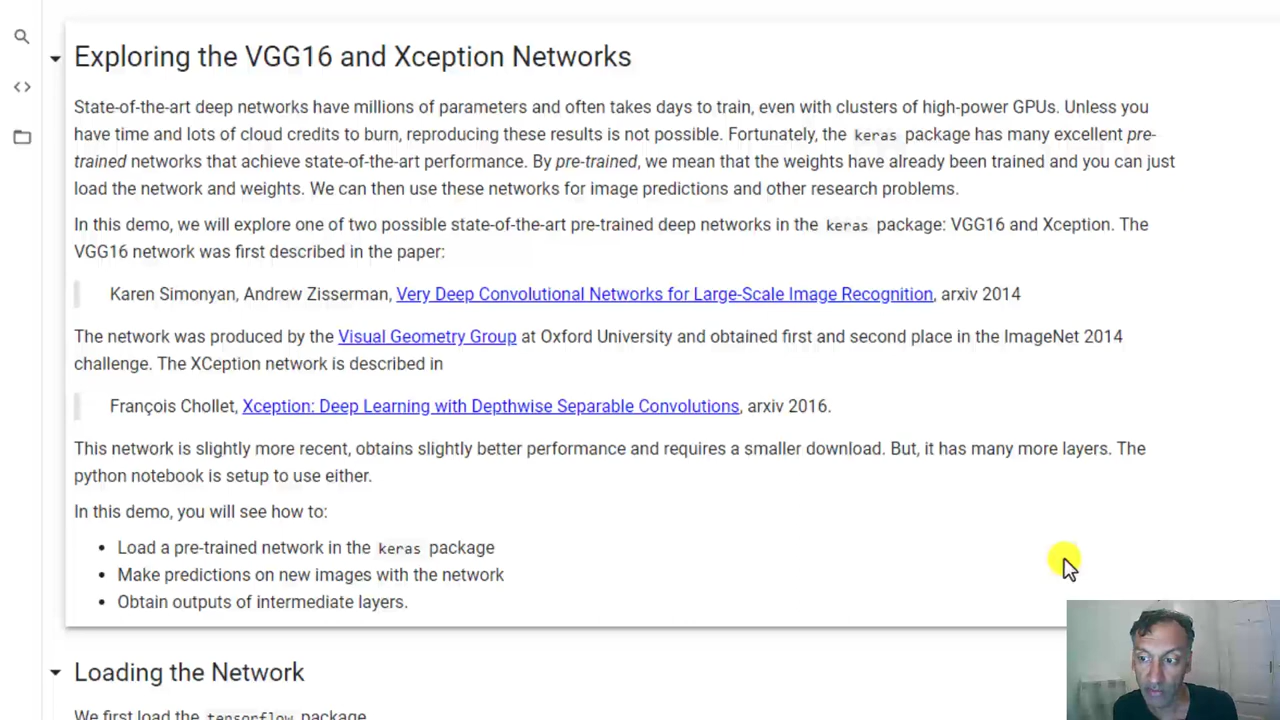 Exploring the VGG16 and Xception Networks
State-of-the-art deep networks have millions of parameters and often takes days to train, even with clusters of high-power GPUs. Unless you
have time and lots of cloud credits to burn, reproducing these results is not possible. Fortunately, the keras package has many excellent pre-
trained networks that achieve state-of-the-art performance. By pre-trained, we mean that the weights have already been trained and you can just
load the network and weights. We can then use these networks for image predictions and other research problems.
In this demo, we will explore one of two possible state-of-the-art pre-trained deep networks in the keras package: VGG16 and Xception. The
VGG16 network was first described in the paper:
Karen Simonyan, Andrew Zisserman, Very Deep Convolutional Networks for Large-Scale Image Recognition, arxiv 2014
The network was produced by the Visual Geometry Group at Oxford University and obtained first and second place in the ImageNet 2014
challenge. The XCeption network is described in
François Chollet, Xception: Deep Learning with Depthwise Separable Convolutions, arxiv 2016.
This network is slightly more recent, obtains slightly better performance and requires a smaller download. But, it has many more layers. The
python notebook is setup to use either.
In this demo, you will see how to:
• Load a pre-trained network in the keras package
• Make predictions on new images with the network
• Obtain outputs of intermediate layers.
Loading the Network
We first load the tensorflow package